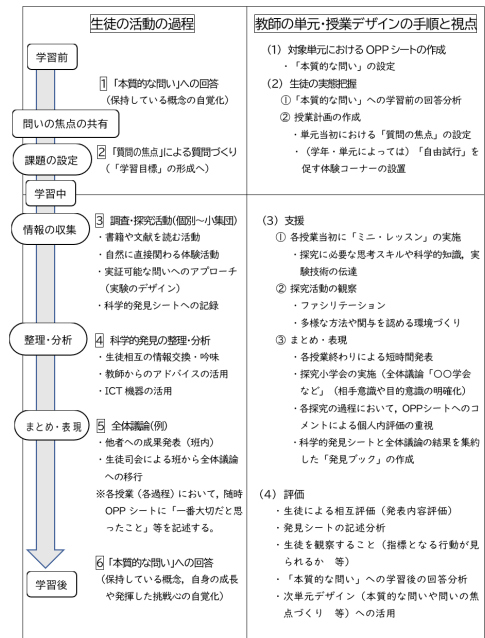 生徒の活動の過程
教師の単元・授業デザインの手順と視点
学習前
1 「本質的な問い」への回答
（保持している概念の自覚化）
問いの焦点の共有
課題の設定
2 「質問の焦点」による質問づくり
（「学習目標」の形成へ）
学習中
情報の収集
3 調査・探究活動(個別～小集団)
・書籍や文献を読む活動
・自然に直接関わる体験活動
・実証可能な問いへのアプローチ
（実験のデザイン）
・科学的発見シートへの記録
整理・分析
4 科学的発見の整理・分析
・生徒相互の情報交換・吟味
・教師からのアドバイスの活用
・ICT 機器の活用
まとめ・表現
5 全体議論(例)
・他者への成果発表（班内）
・生徒司会による班から全体議論
への移行
※各授業（各過程）において，随時
OPP シートに「一番大切だと思
ったこと」等を記述する。
6 「本質的な問い」への回答
（保持している概念，自身の成長
や発揮した挑戦心の自覚化）
学習後
（1）対象単元における OPP シートの作成
・「本質的な問い」の設定
（2）生徒の実態把握
①「本質的な問い」への学習前の回答分析
② 授業計画の作成
・単元当初における「質問の焦点」の設定
・（学年・単元によっては）「自由試行」を
促す体験コーナーの設置
（3）支援
① 各授業当初に「ミニ・レッスン」の実施
・探究に必要な思考スキルや科学的知識，実
験技術の伝達
② 探究活動の観察
・ファシリテーション
・多様な方法や関与を認める環境づくり
③ まとめ・表現
・各授業終わりによる短時間発表
・探究小学会の実施（全体議論「〇〇学会
など」（相手意識や目的意識の明確化）
・各探究の過程において，OPPシートへのコ
メントによる個人内評価の重視
・科学的発見シートと全体議論の結果を集約
した「発見ブック」の作成
（4）評価
・生徒による相互評価（発表内容評価）
・発見シートの記述分析
・生徒を観察すること（指標となる行動が見
られるか　等）
・「本質的な問い」への学習後の回答分析
・次単元デザイン（本質的な問いや問いの焦
点づくり　等）への活用